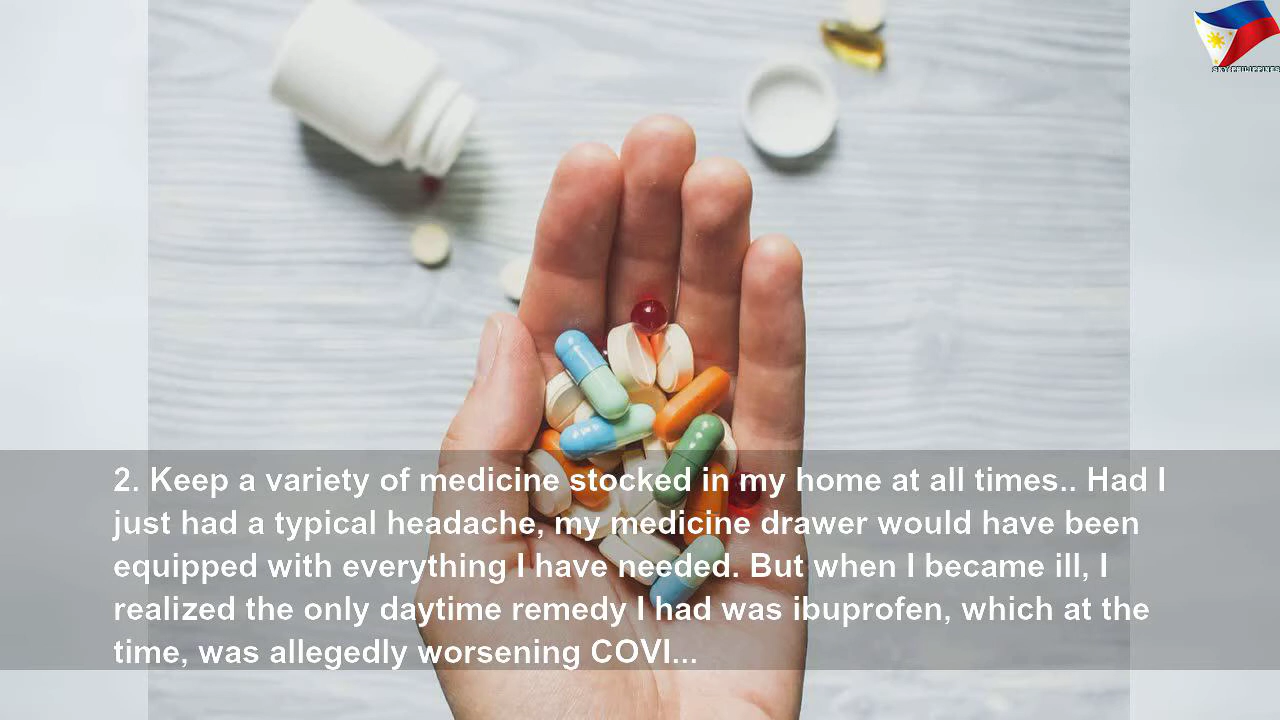 SKYPHILIPPINES
2. Keep a variety of medicine stocked in my home at all times.. Had I
just had a typical headache, my medicine drawer would have been
equipped with everything I have needed. But when I became ill, I
realized the only daytime remedy I had was ibuprofen, which at the
time, was allegedly worsening COVI...